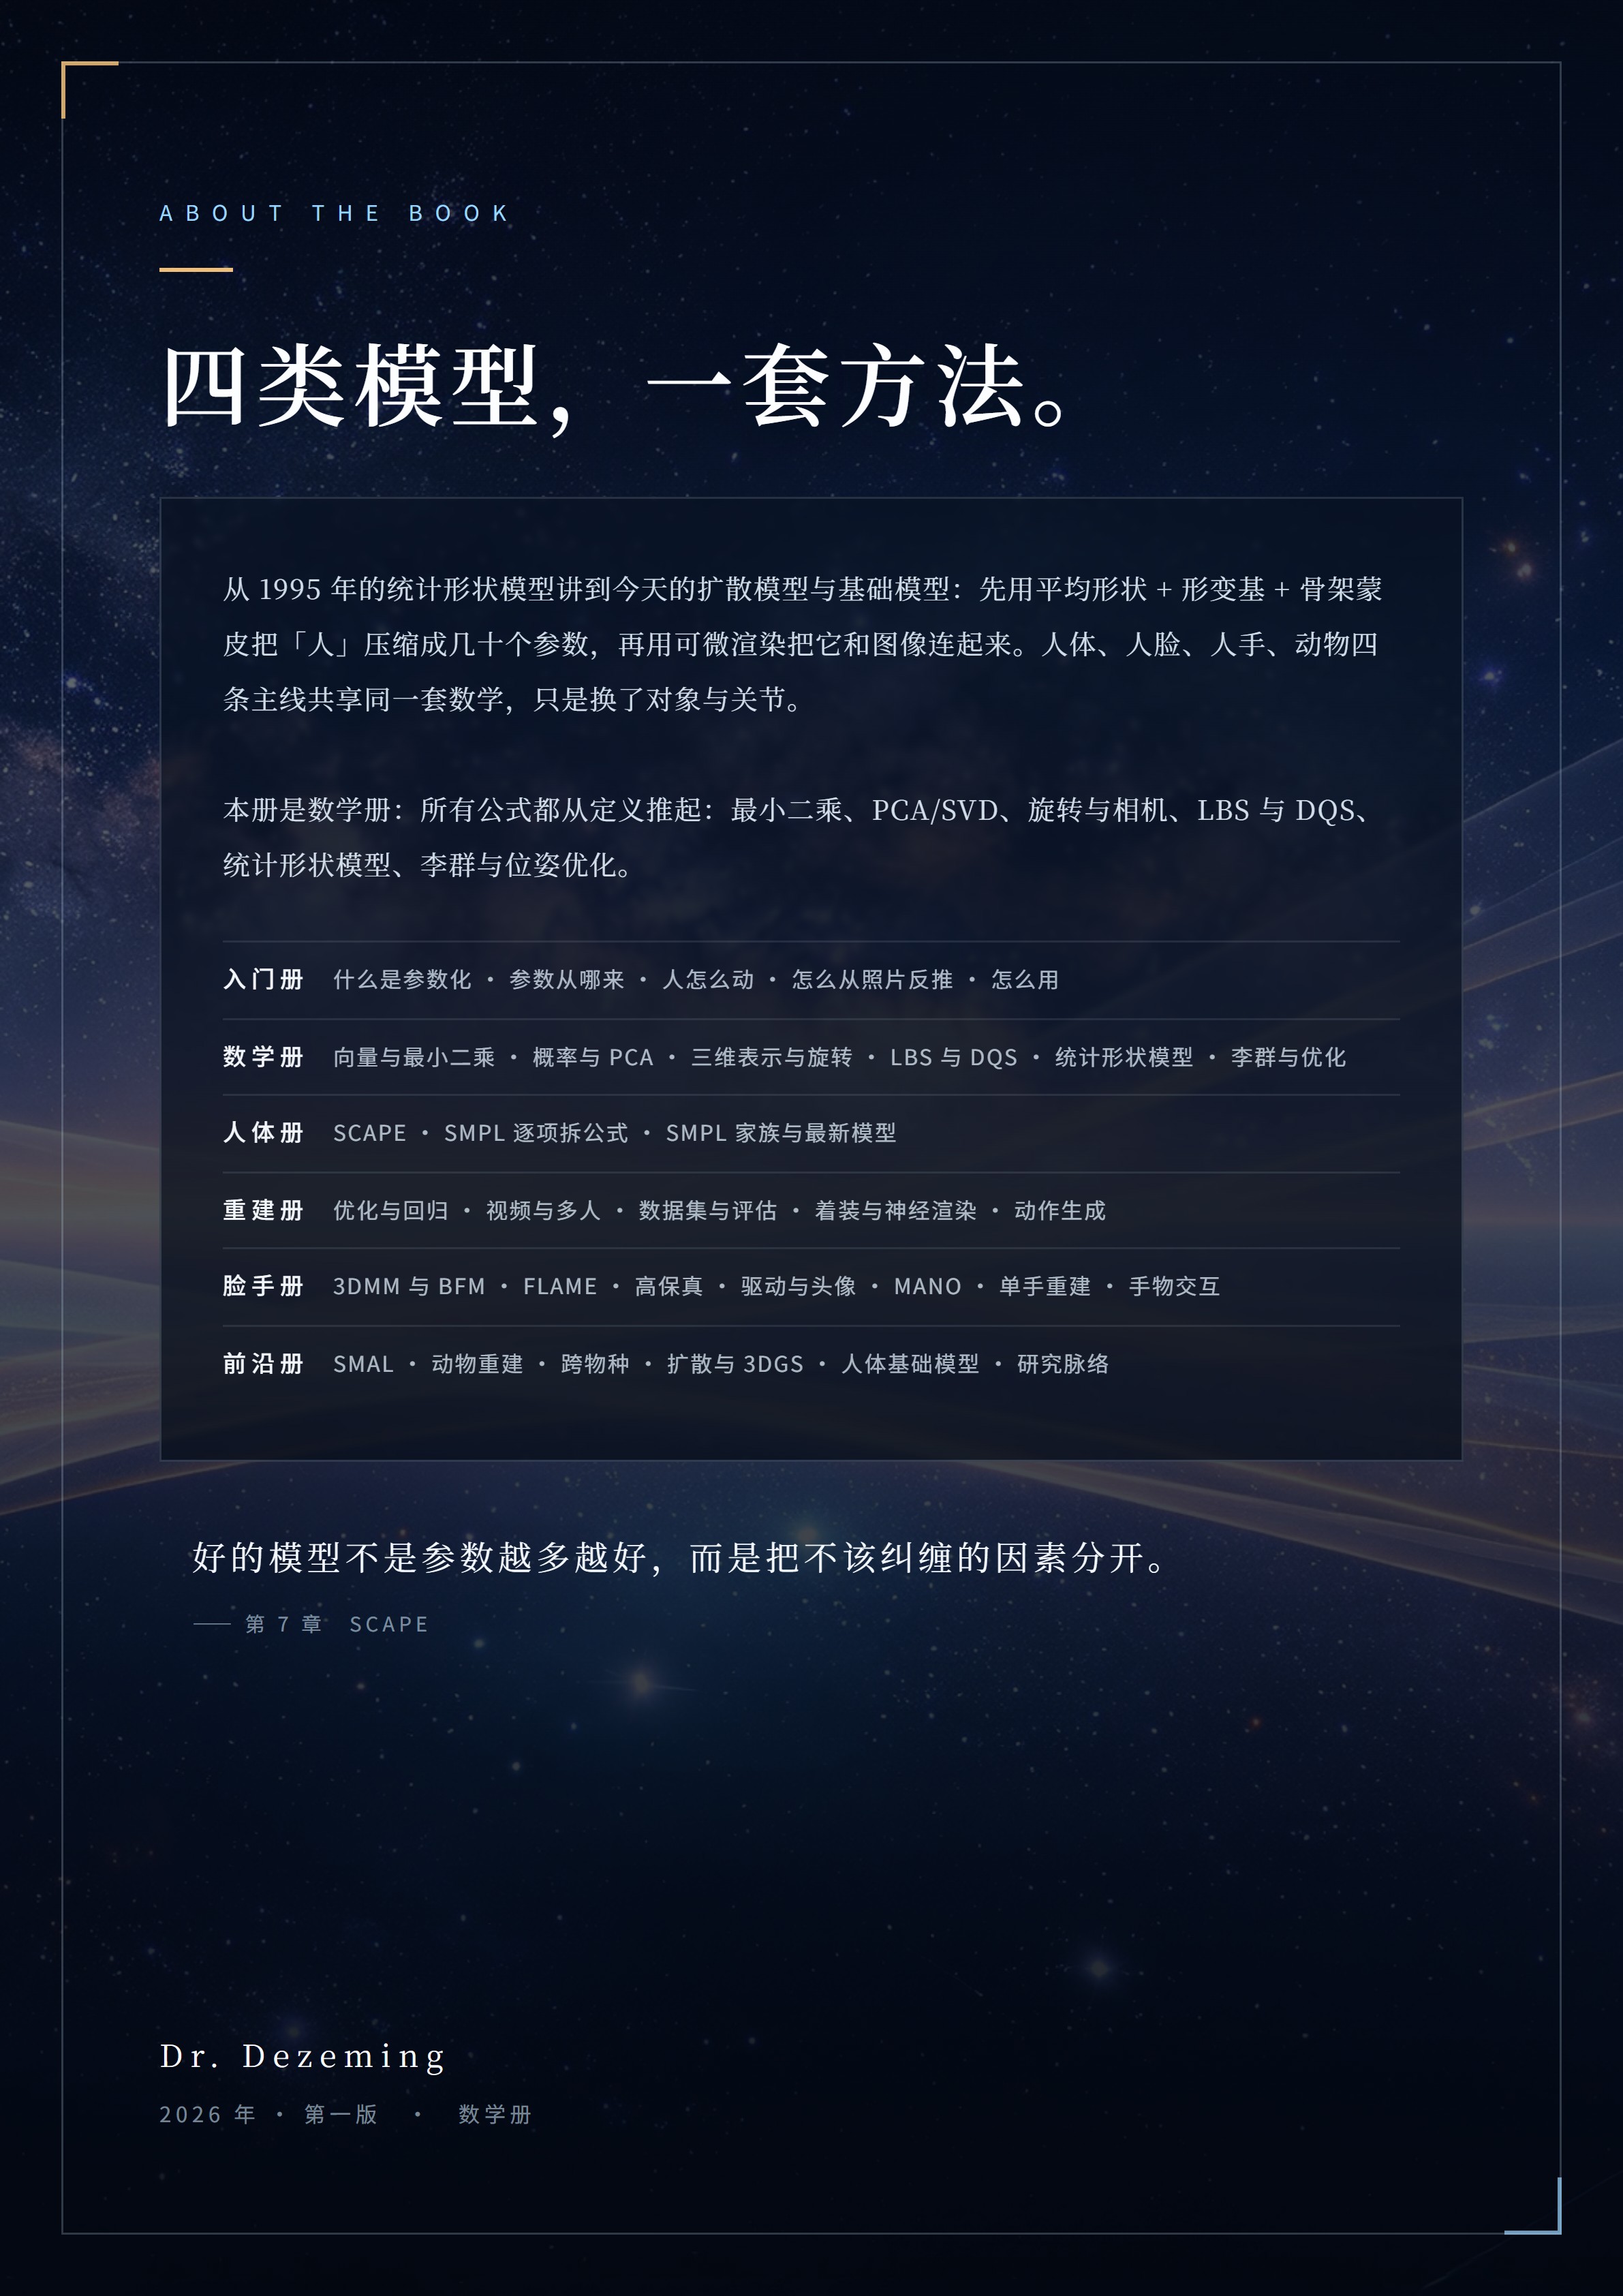 ABOUT THE BOOK
四类模型，一套方法。
从 1995 年的统计形状模型讲到今天的扩散模型与基础模型：先用平均形状 + 形变基 + 骨架蒙
皮把「人」压缩成几十个参数，再用可微渲染把它和图像连起来。人体、人脸、人手、动物四
条主线共享同一套数学，只是换了对象与关节。
本册是数学册：所有公式都从定义推起：最小二乘、PCA/SVD、旋转与相机、LBS 与 DQS、
统计形状模型、李群与位姿优化。
入门册 什么是参数化 · 参数从哪来 · 人怎么动 · 怎么从照片反推 · 怎么用
数学册 向量与最小二乘 · 概率与 PCA · 三维表示与旋转 · LBS 与 DQS · 统计形状模型 · 李群与优化
人体册 SCAPE · SMPL 逐项拆公式 · SMPL 家族与最新模型
重建册 优化与回归 · 视频与多人 · 数据集与评估 · 着装与神经渲染 · 动作生成
脸手册 3DMM 与 BFM · FLAME · 高保真 · 驱动与头像 · MANO · 单手重建 · 手物交互
前沿册 SMAL · 动物重建 · 跨物种 · 扩散与 3DGS · 人体基础模型 · 研究脉络
好的模型不是参数越多越好，而是把不该纠缠的因素分开。
—— 第 7 章 SCAPE
Dr. Dezeming
2026 年 · 第一版 · 数学册